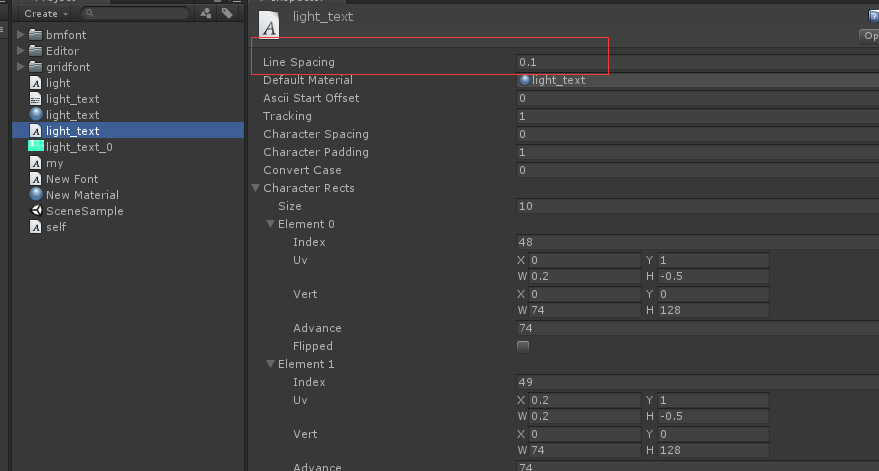 Create
bmfont
Editor
gridfont
light
light_text
light_text
light_text
light_text_0
my
New Font
New Material
SceneSample
self
light_text
Op
Line Spacing 0.1
Default Material light_text
Ascii Start Offset 0
Tracking 1
Character Spacing 0
Character Padding 1
Convert Case 0
Character Rects
Size 10
Element 0
Index 48
Uv X 0 Y 1
W 0.2 H -0.5
Vert X 0 Y 0
W 74 H 128
Advance 74
Flipped
Element 1
Index 49
Uv X 0.2 Y 1
W 0.2 H -0.5
Vert X 0 Y 0
W 74 H 128
Advance 74